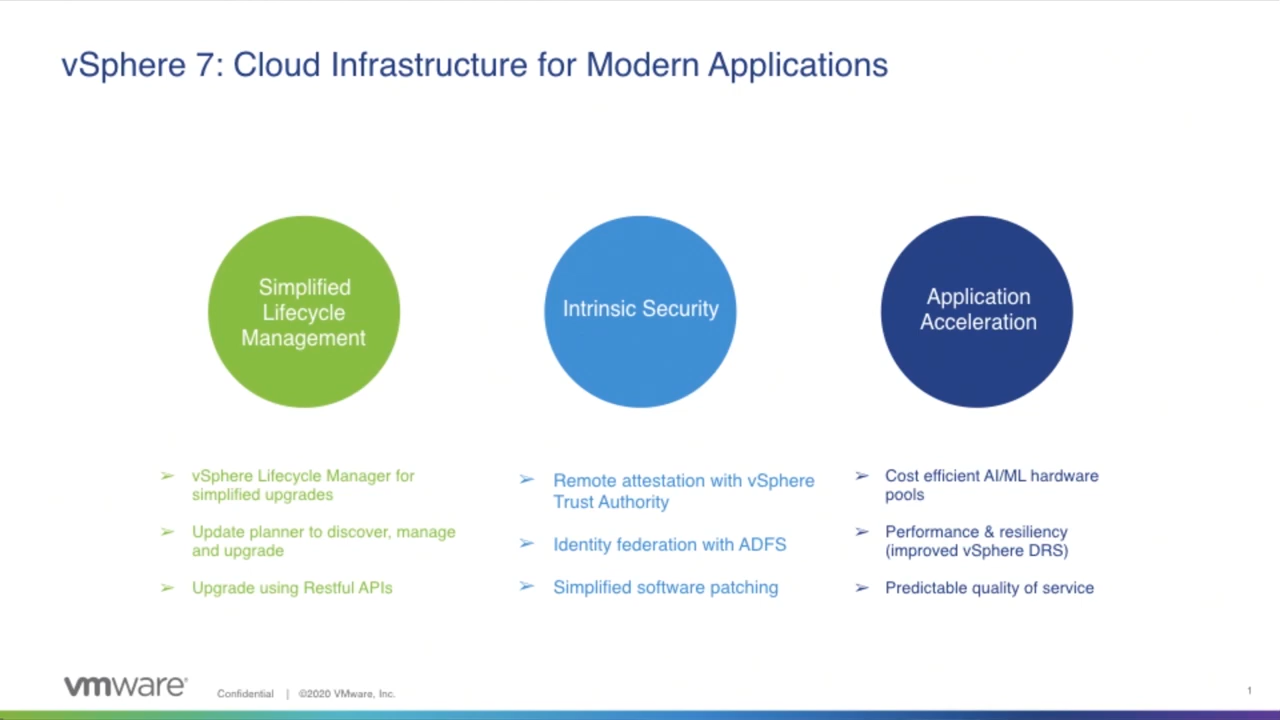 vSphere 7: Cloud Infrastructure for Modern Applications
Simplified
Lifecycle
Management
Intrinsic Security
Application
Acceleration
➢ vSphere Lifecycle Manager for
simplified upgrades
➢ Update planner to discover, manage
and upgrade
➢ Upgrade using Restful APIs
➢ Remote attestation with vSphere
Trust Authority
➢ Identity federation with ADFS
➢ Simplified software patching
➢ Cost efficient AI/ML hardware
pools
➢ Performance & resiliency
(improved vSphere DRS)
➢ Predictable quality of service
vmware®
Confidential | ©2020 VMware, Inc.
1